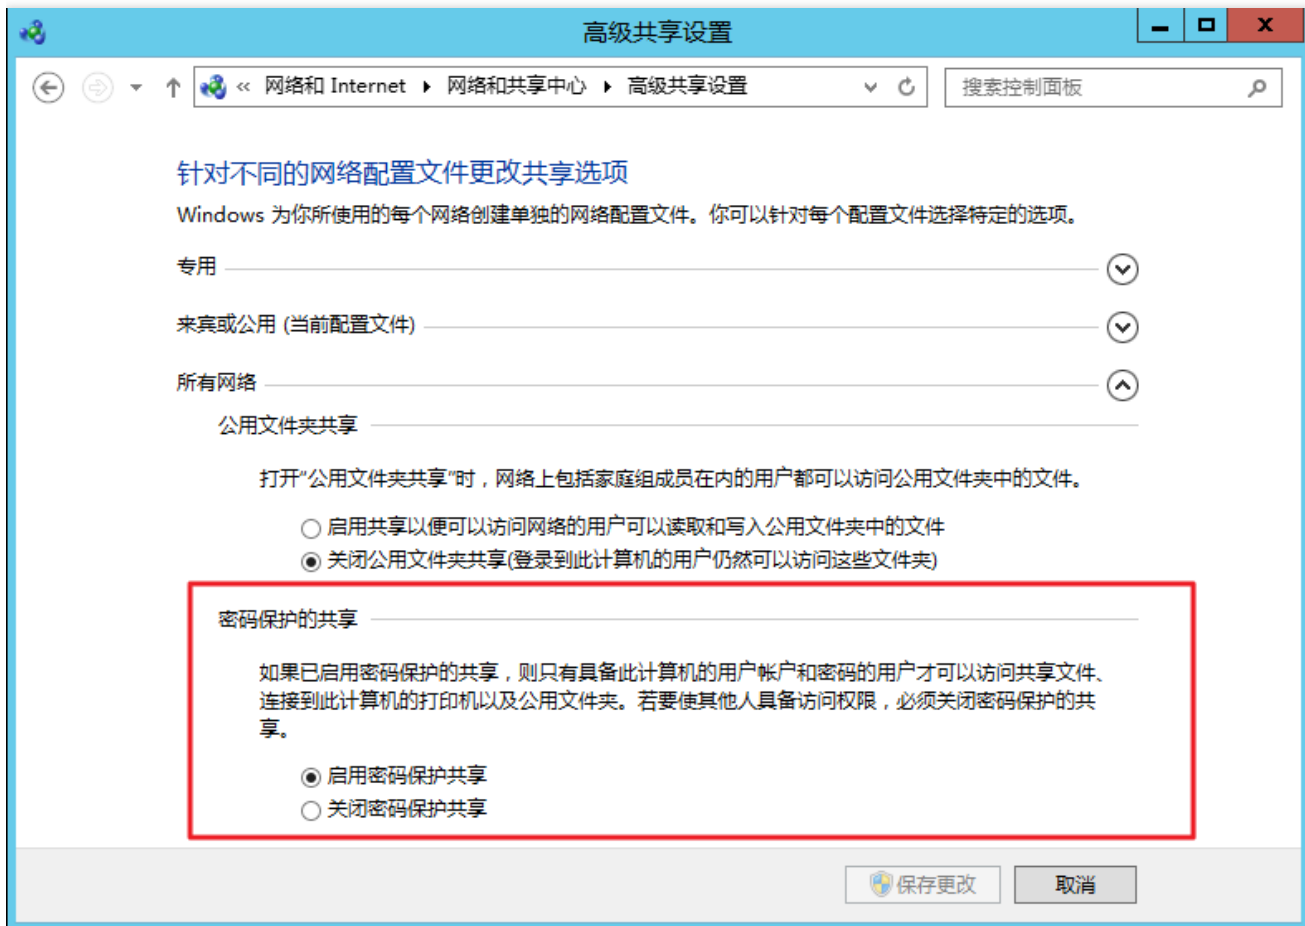 高级共享设置
« 网络和 Internet ▸ 网络和共享中心 ▸ 高级共享设置
搜索控制面板
针对不同的网络配置文件更改共享选项
Windows 为你所使用的每个网络创建单独的网络配置文件。你可以针对每个配置文件选择特定的选项。
专用
来宾或公用 (当前配置文件)
所有网络
公用文件夹共享
打开“公用文件夹共享”时，网络上包括家庭组成员在内的用户都可以访问公用文件夹中的文件。
启用共享以便可以访问网络的用户可以读取和写入公用文件夹中的文件
关闭公用文件夹共享(登录到此计算机的用户仍然可以访问这些文件夹)
密码保护的共享
如果已启用密码保护的共享，则只有具备此计算机的用户帐户和密码的用户才可以访问共享文件、
连接到此计算机的打印机以及公用文件夹。若要使其他人具备访问权限，必须关闭密码保护的共
享。
启用密码保护共享
关闭密码保护共享
保存更改
取消